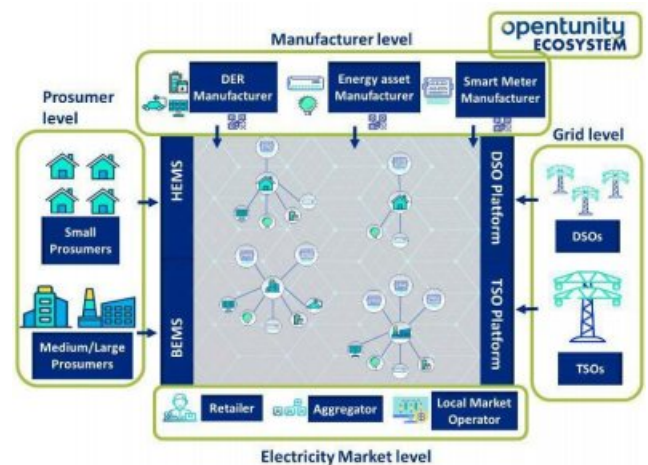 opentunity
ECOSYSTEM
Manufacturer level
DER
Manufacturer
Energy asset
Manufacturer
Smart Meter
Manufacturer
Prosumer
level
Grid level
Small
Prosumers
Medium/Large
Prosumers
HEMS
BEMS
DSO Platform
TSO Platform
DSOs
TSOs
Retailer
Aggregator
Local Market
Operator
Electricity Market level